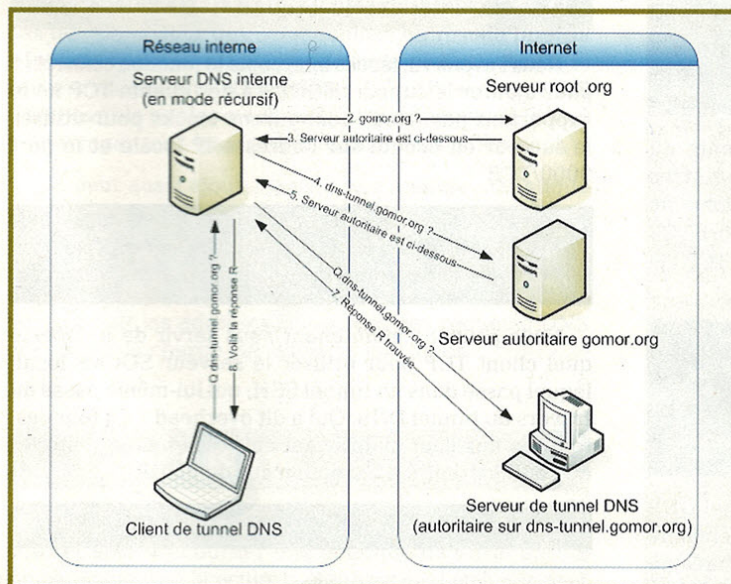 Réseau interne
Serveur DNS interne
(en mode récursif)
Internet
Serveur root .org
2. gomor.org ?
3. Serveur autoritaire est ci-dessous
4. dns-tunnel.gomor.org ?
5. Serveur autoritaire est ci-dessous
Serveur autoritaire gomor.org
Q.dns-tunnel.gomor.org ?
7. Réponse R trouvée
Q.dns-tunnel.gomor.org ?
8. Voilà la réponse R
Client de tunnel DNS
Serveur de tunnel DNS
(autoritaire sur dns-tunnel.gomor.org)